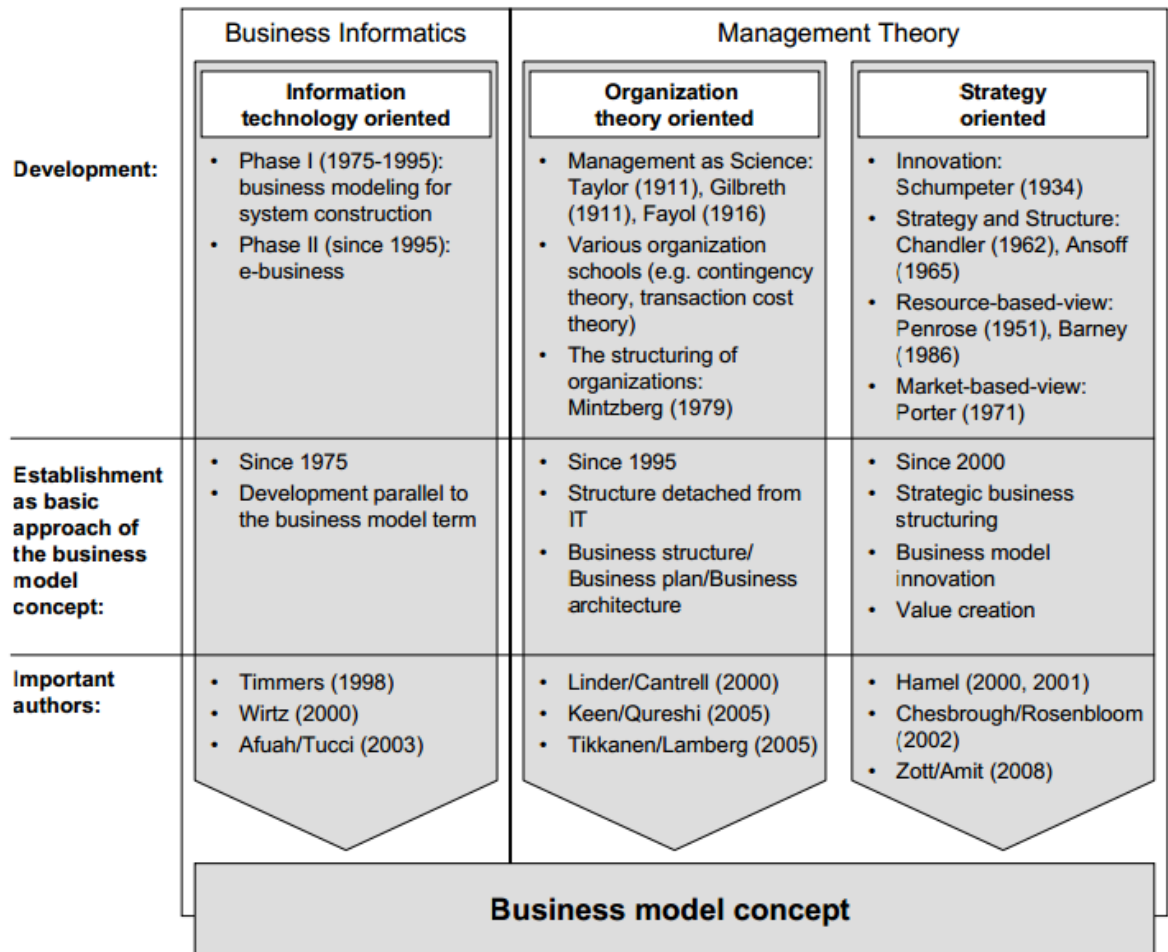 Business Informatics
Management Theory
Information
technology oriented
Organization
theory oriented
Strategy
oriented
Development:
• Phase I (1975-1995):
business modeling for
system construction
• Phase II (since 1995):
e-business
• Management as Science:
Taylor (1911), Gilbreth
(1911), Fayol (1916)
• Various organization
schools (e.g. contingency
theory, transaction cost
theory)
• The structuring of
organizations:
Mintzberg (1979)
• Innovation:
Schumpeter (1934)
• Strategy and Structure:
Chandler (1962), Ansoff
(1965)
• Resource-based-view:
Penrose (1951), Barney
(1986)
• Market-based-view:
Porter (1971)
Establishment
as basic
approach of
the business
model
concept:
• Since 1975
• Development parallel to
the business model term
• Since 1995
• Structure detached from
IT
• Business structure/
Business plan/Business
architecture
• Since 2000
• Strategic business
structuring
• Business model
innovation
• Value creation
Important
authors:
• Timmers (1998)
• Wirtz (2000)
• Afuah/Tucci (2003)
• Linder/Cantrell (2000)
• Keen/Qureshi (2005)
• Tikkanen/Lamberg (2005)
• Hamel (2000, 2001)
• Chesbrough/Rosenbloom
(2002)
• Zott/Amit (2008)
Business model concept